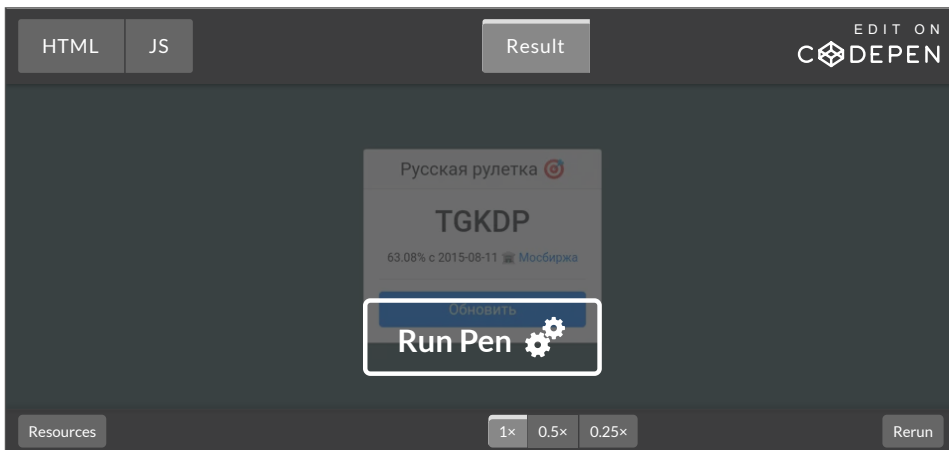 HTML JS Result EDIT ON
CODEPEN
Русская рулетка
TGKDP
63.08% с 2015-08-11 Мосбиржа
Обновить
Run Pen
Resources 1× 0.5× 0.25× Rerun